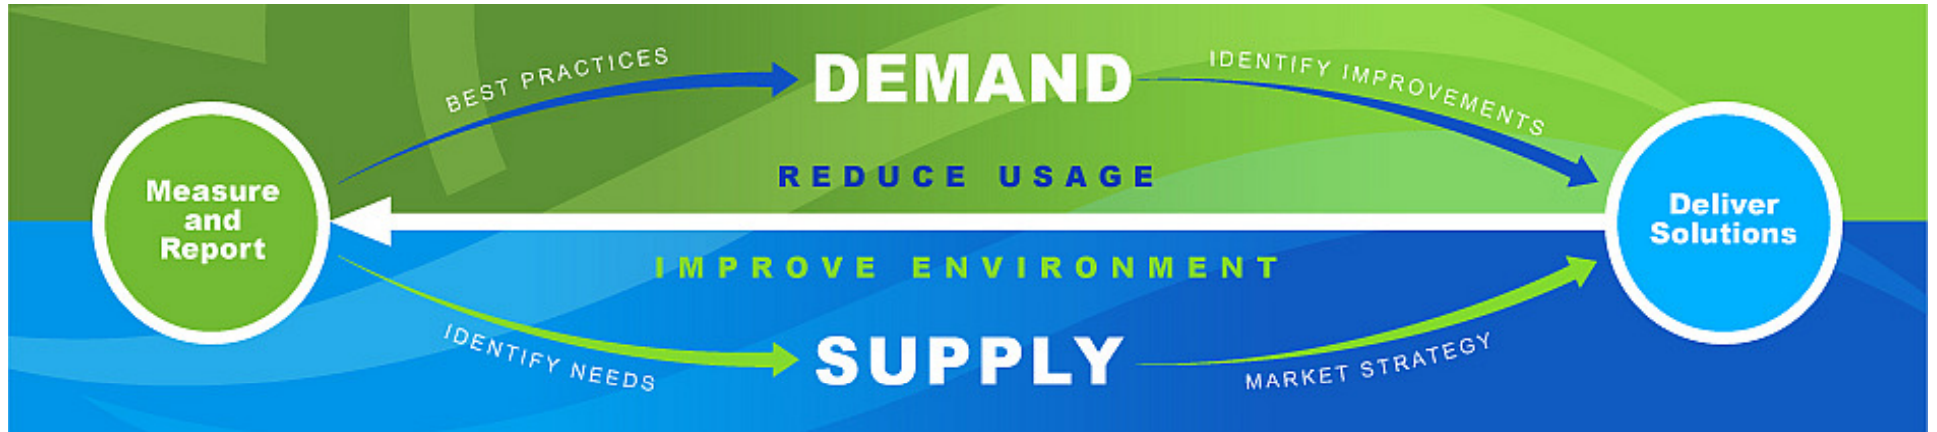 BEST PRACTICES
DEMAND
IDENTIFY IMPROVEMENTS
REDUCE USAGE
Measure
and
Report
Deliver
Solutions
IMPROVE ENVIRONMENT
IDENTIFY NEEDS
SUPPLY
MARKET STRATEGY